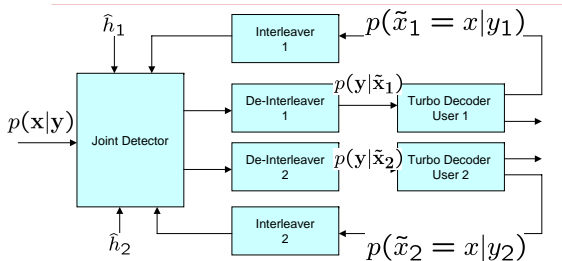 ĥ₁
Interleaver
1
p(x̃₁ = x|y₁)
p(𝐱|𝐲)
Joint Detector
De-Interleaver
1
p(𝐲|𝐱̃₁)
Turbo Decoder
User 1
De-Interleaver
2
p(𝐲|𝐱̃₂)
Turbo Decoder
User 2
ĥ₂
Interleaver
2
p(x̃₂ = x|y₂)